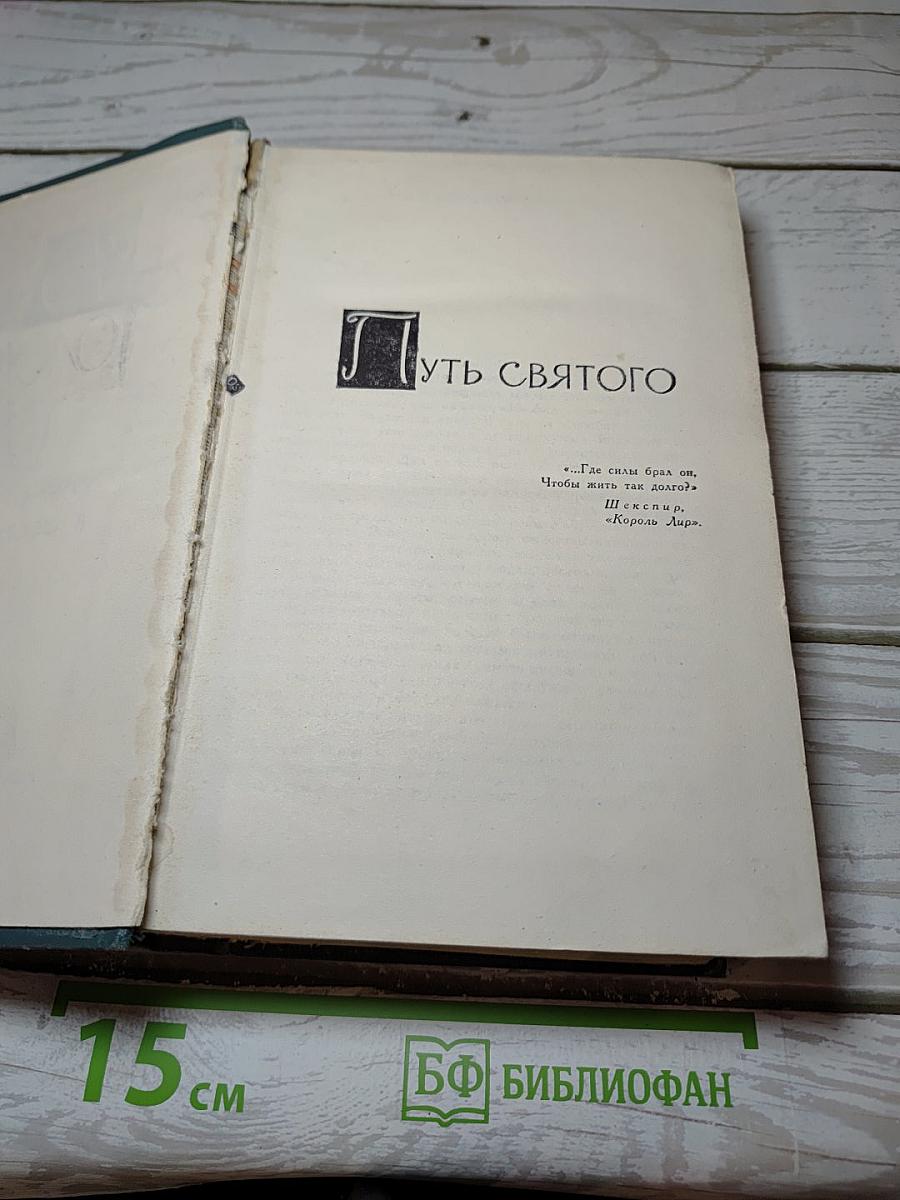 Путь святого
«...Где силы брал он,
Чтобы жить так долго?»
Шекспир,
«Король Лир».
15 см
БФ БИБЛИОФАН